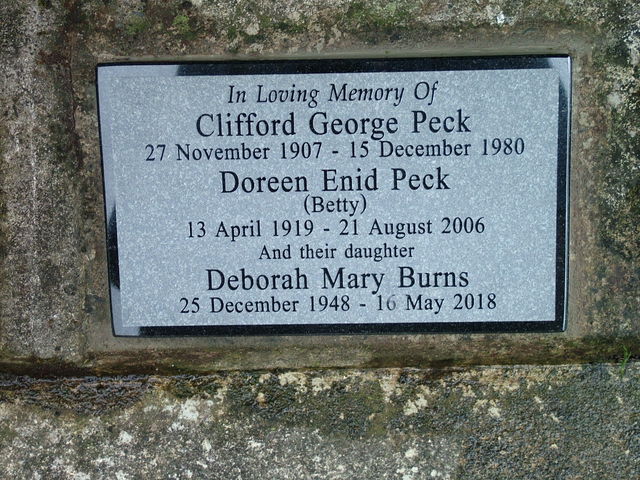 In Loving Memory Of
Clifford George Peck
27 November 1907 - 15 December 1980
Doreen Enid Peck
(Betty)
13 April 1919 - 21 August 2006
And their daughter
Deborah Mary Burns
25 December 1948 - 16 May 2018